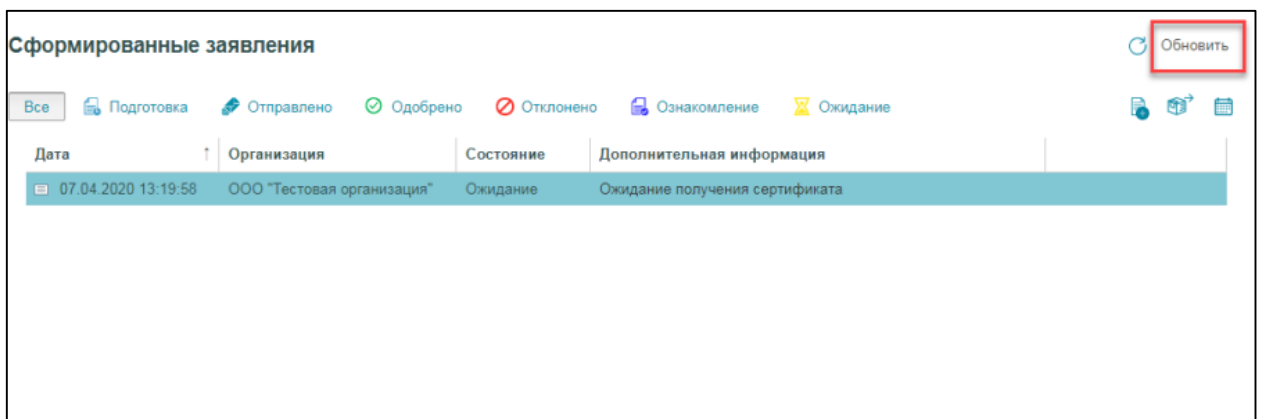 Сформированные заявления
Обновить
Все Подготовка Отправлено Одобрено Отклонено Ознакомление Ожидание
Дата ↑ Организация Состояние Дополнительная информация
07.04.2020 13:19:58 ООО "Тестовая организация" Ожидание Ожидание получения сертификата